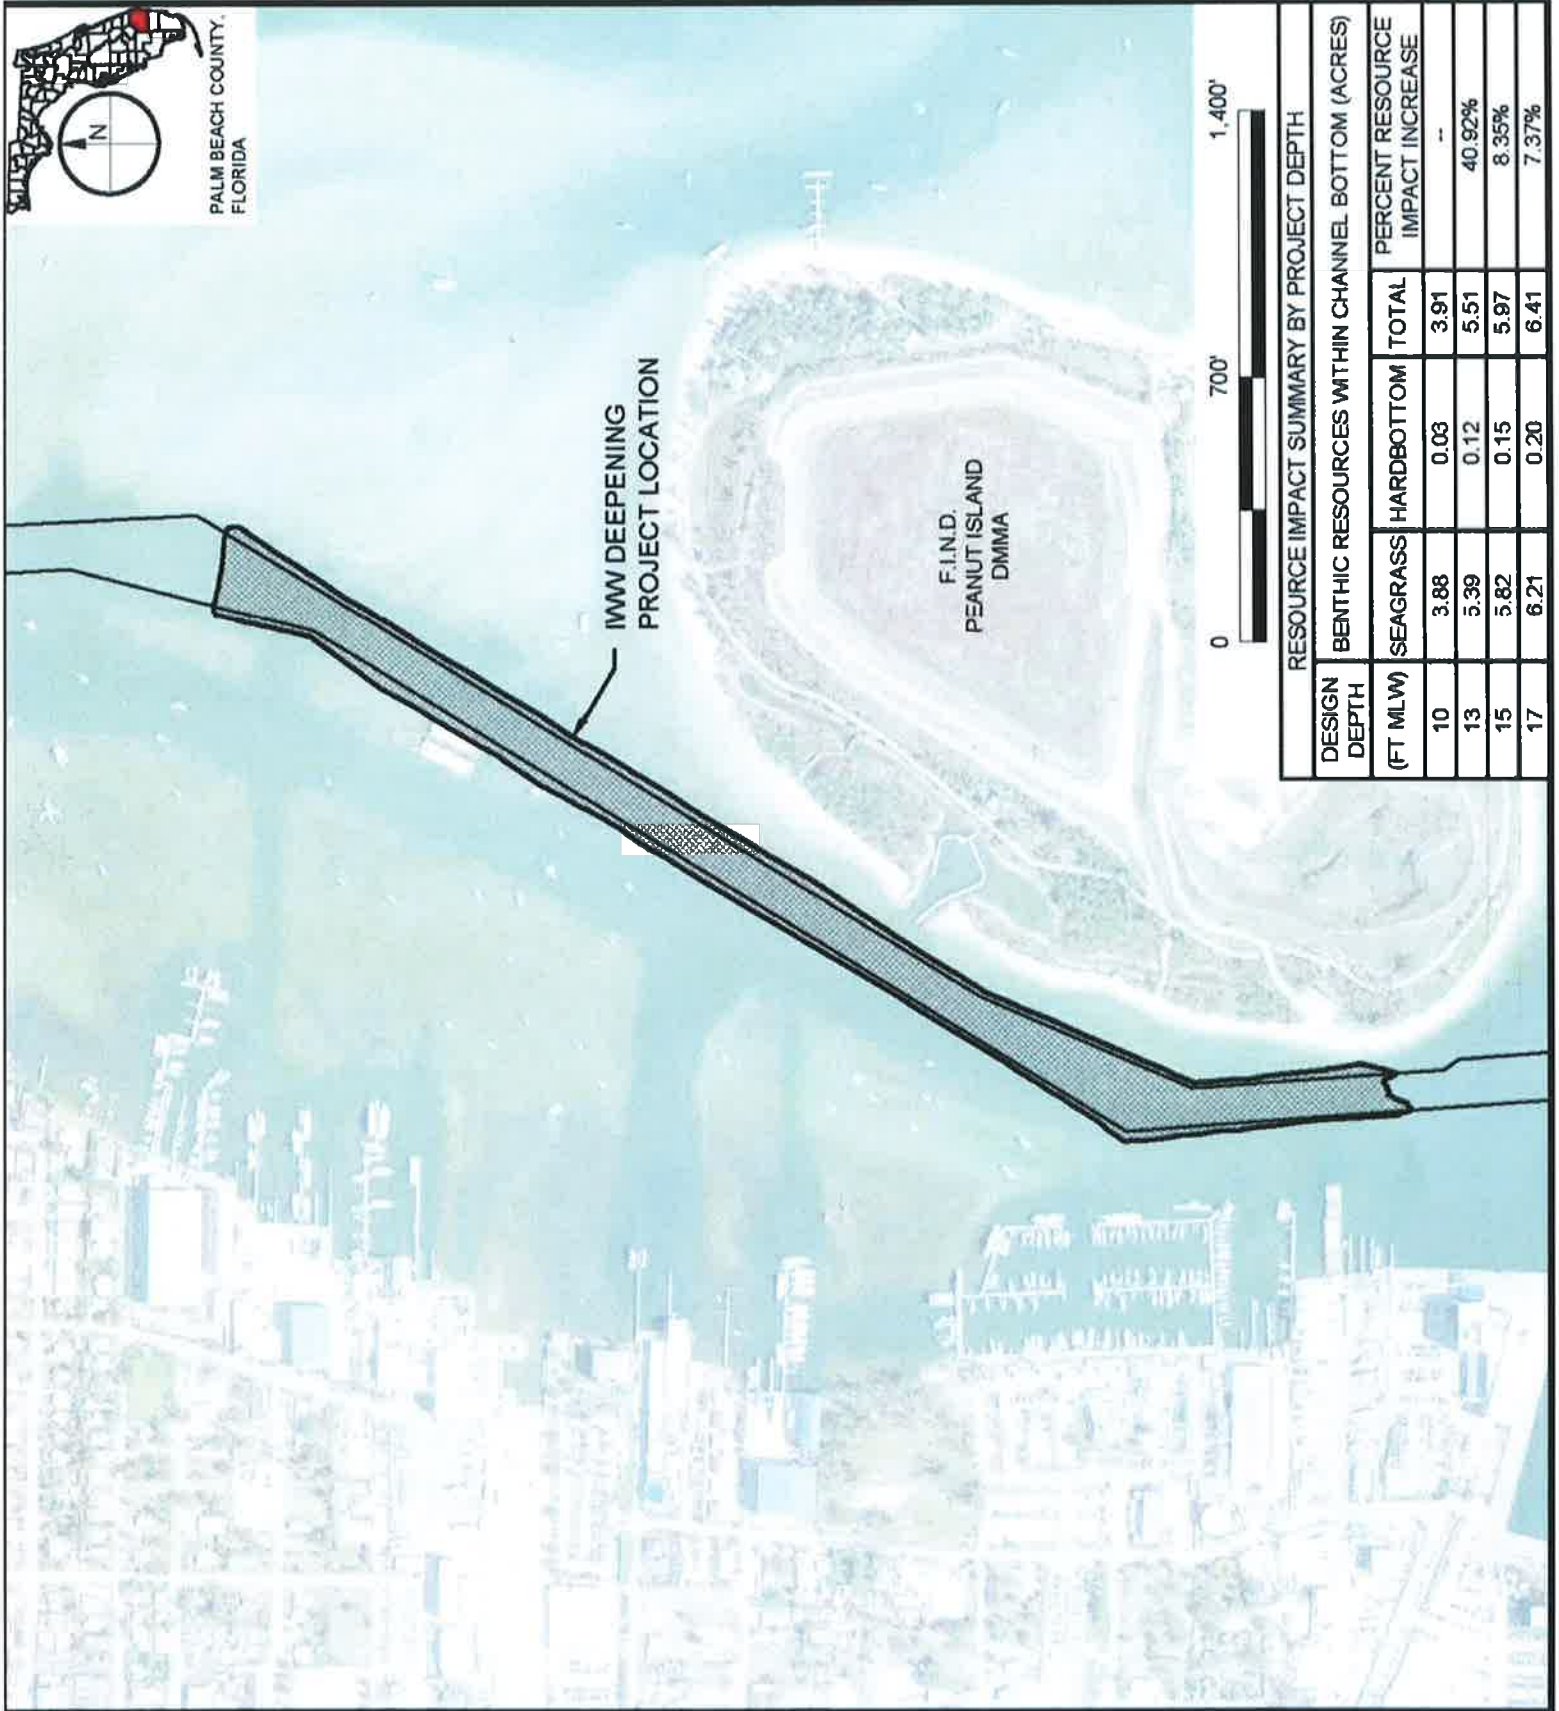 PALM BEACH COUNTY,
FLORIDA
N
IWW DEEPENING
PROJECT LOCATION
F.I.N.D.
PEANUT ISLAND
DMMA
0 700' 1,400'
RESOURCE IMPACT SUMMARY BY PROJECT DEPTH
DESIGN DEPTH (FT MLW)
BENTHIC RESOURCES WITHIN CHANNEL BOTTOM (ACRES)
SEAGRASS HARDBOTTOM TOTAL PERCENT RESOURCE IMPACT INCREASE
10 3.88 0.03 3.91 --
13 5.39 0.12 5.51 40.92%
15 5.82 0.15 5.97 8.35%
17 6.21 0.20 6.41 7.37%